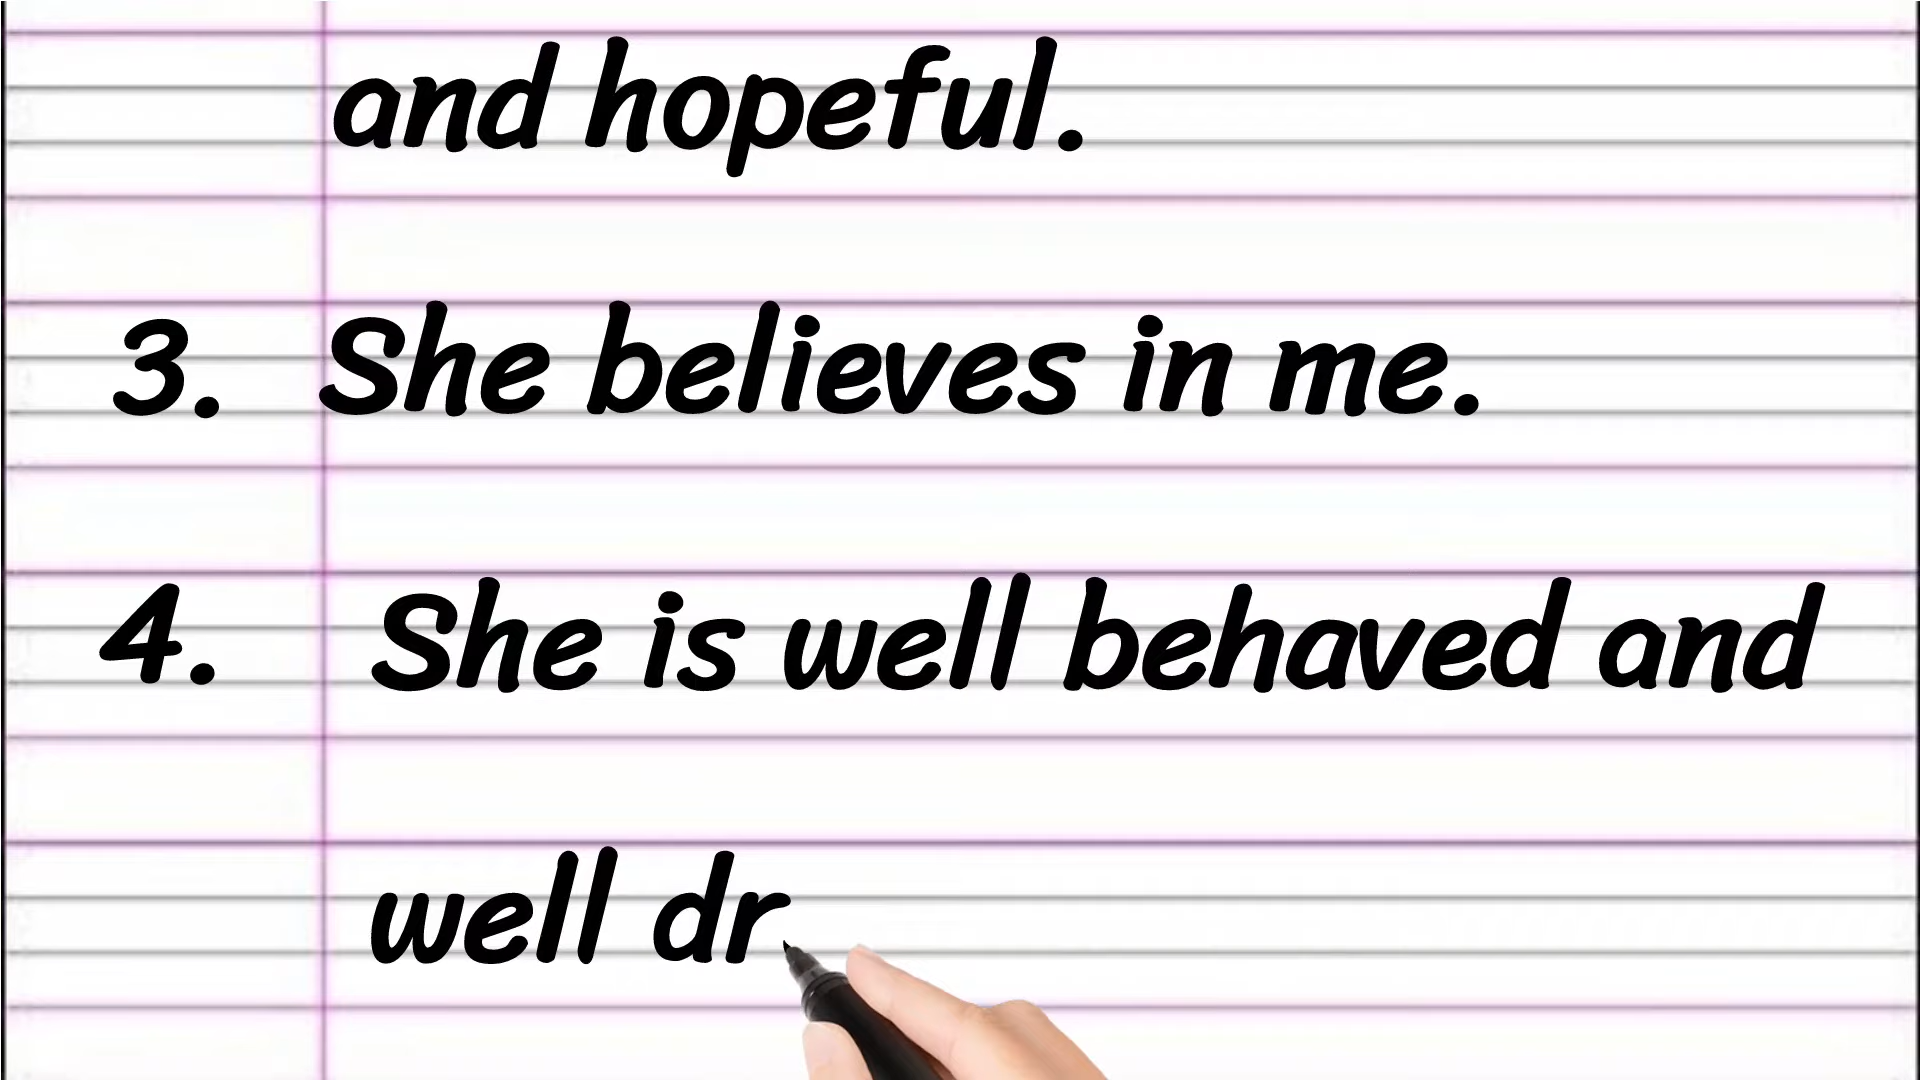 and hopeful.
3. She believes in me.
4. She is well behaved and
well dr